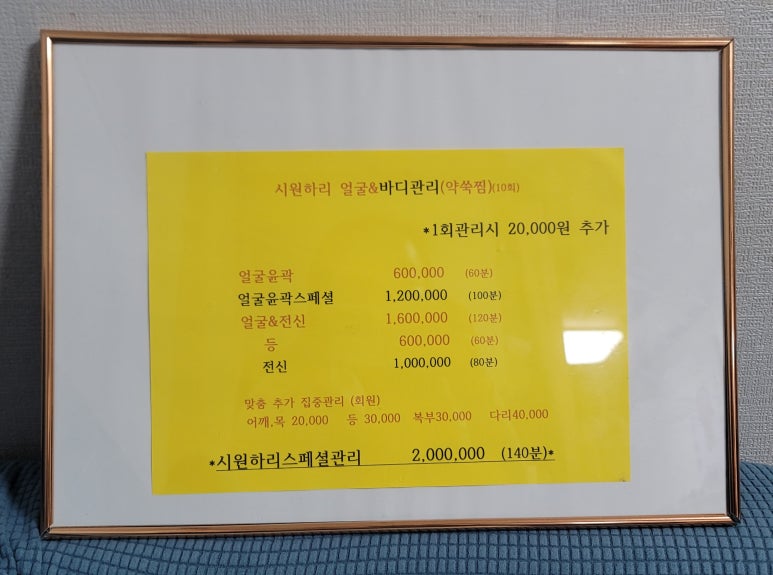 시원하리 얼굴&바디관리(약쑥찜)(10회)
*1회관리시 20,000원 추가
얼굴윤곽 600,000 (60분)
얼굴윤곽스페셜 1,200,000 (100분)
얼굴&전신 1,600,000 (120분)
등 600,000 (60분)
전신 1,000,000 (80분)
맞춤 추가 집중관리 (회원)
어깨,목 20,000 등 30,000 복부30,000 다리40,000
*시원하리스페셜관리 2,000,000 (140분)*